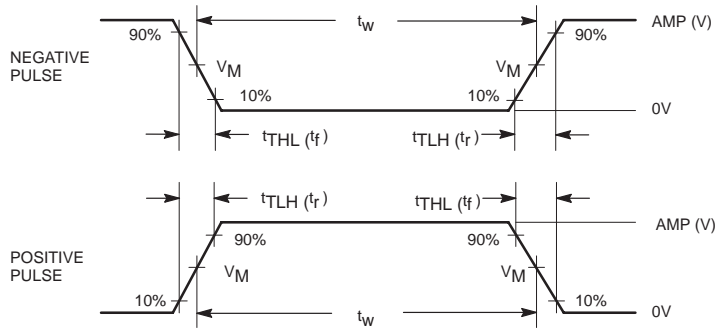 t_w AMP (V)
90% 90%
NEGATIVE
PULSE
V_M V_M
10% 10%
0V
t_THL (t_f) t_TLH (t_r)
t_TLH (t_r) t_THL (t_f)
AMP (V)
90% 90%
POSITIVE
PULSE
V_M V_M
10% 10%
t_w 0V